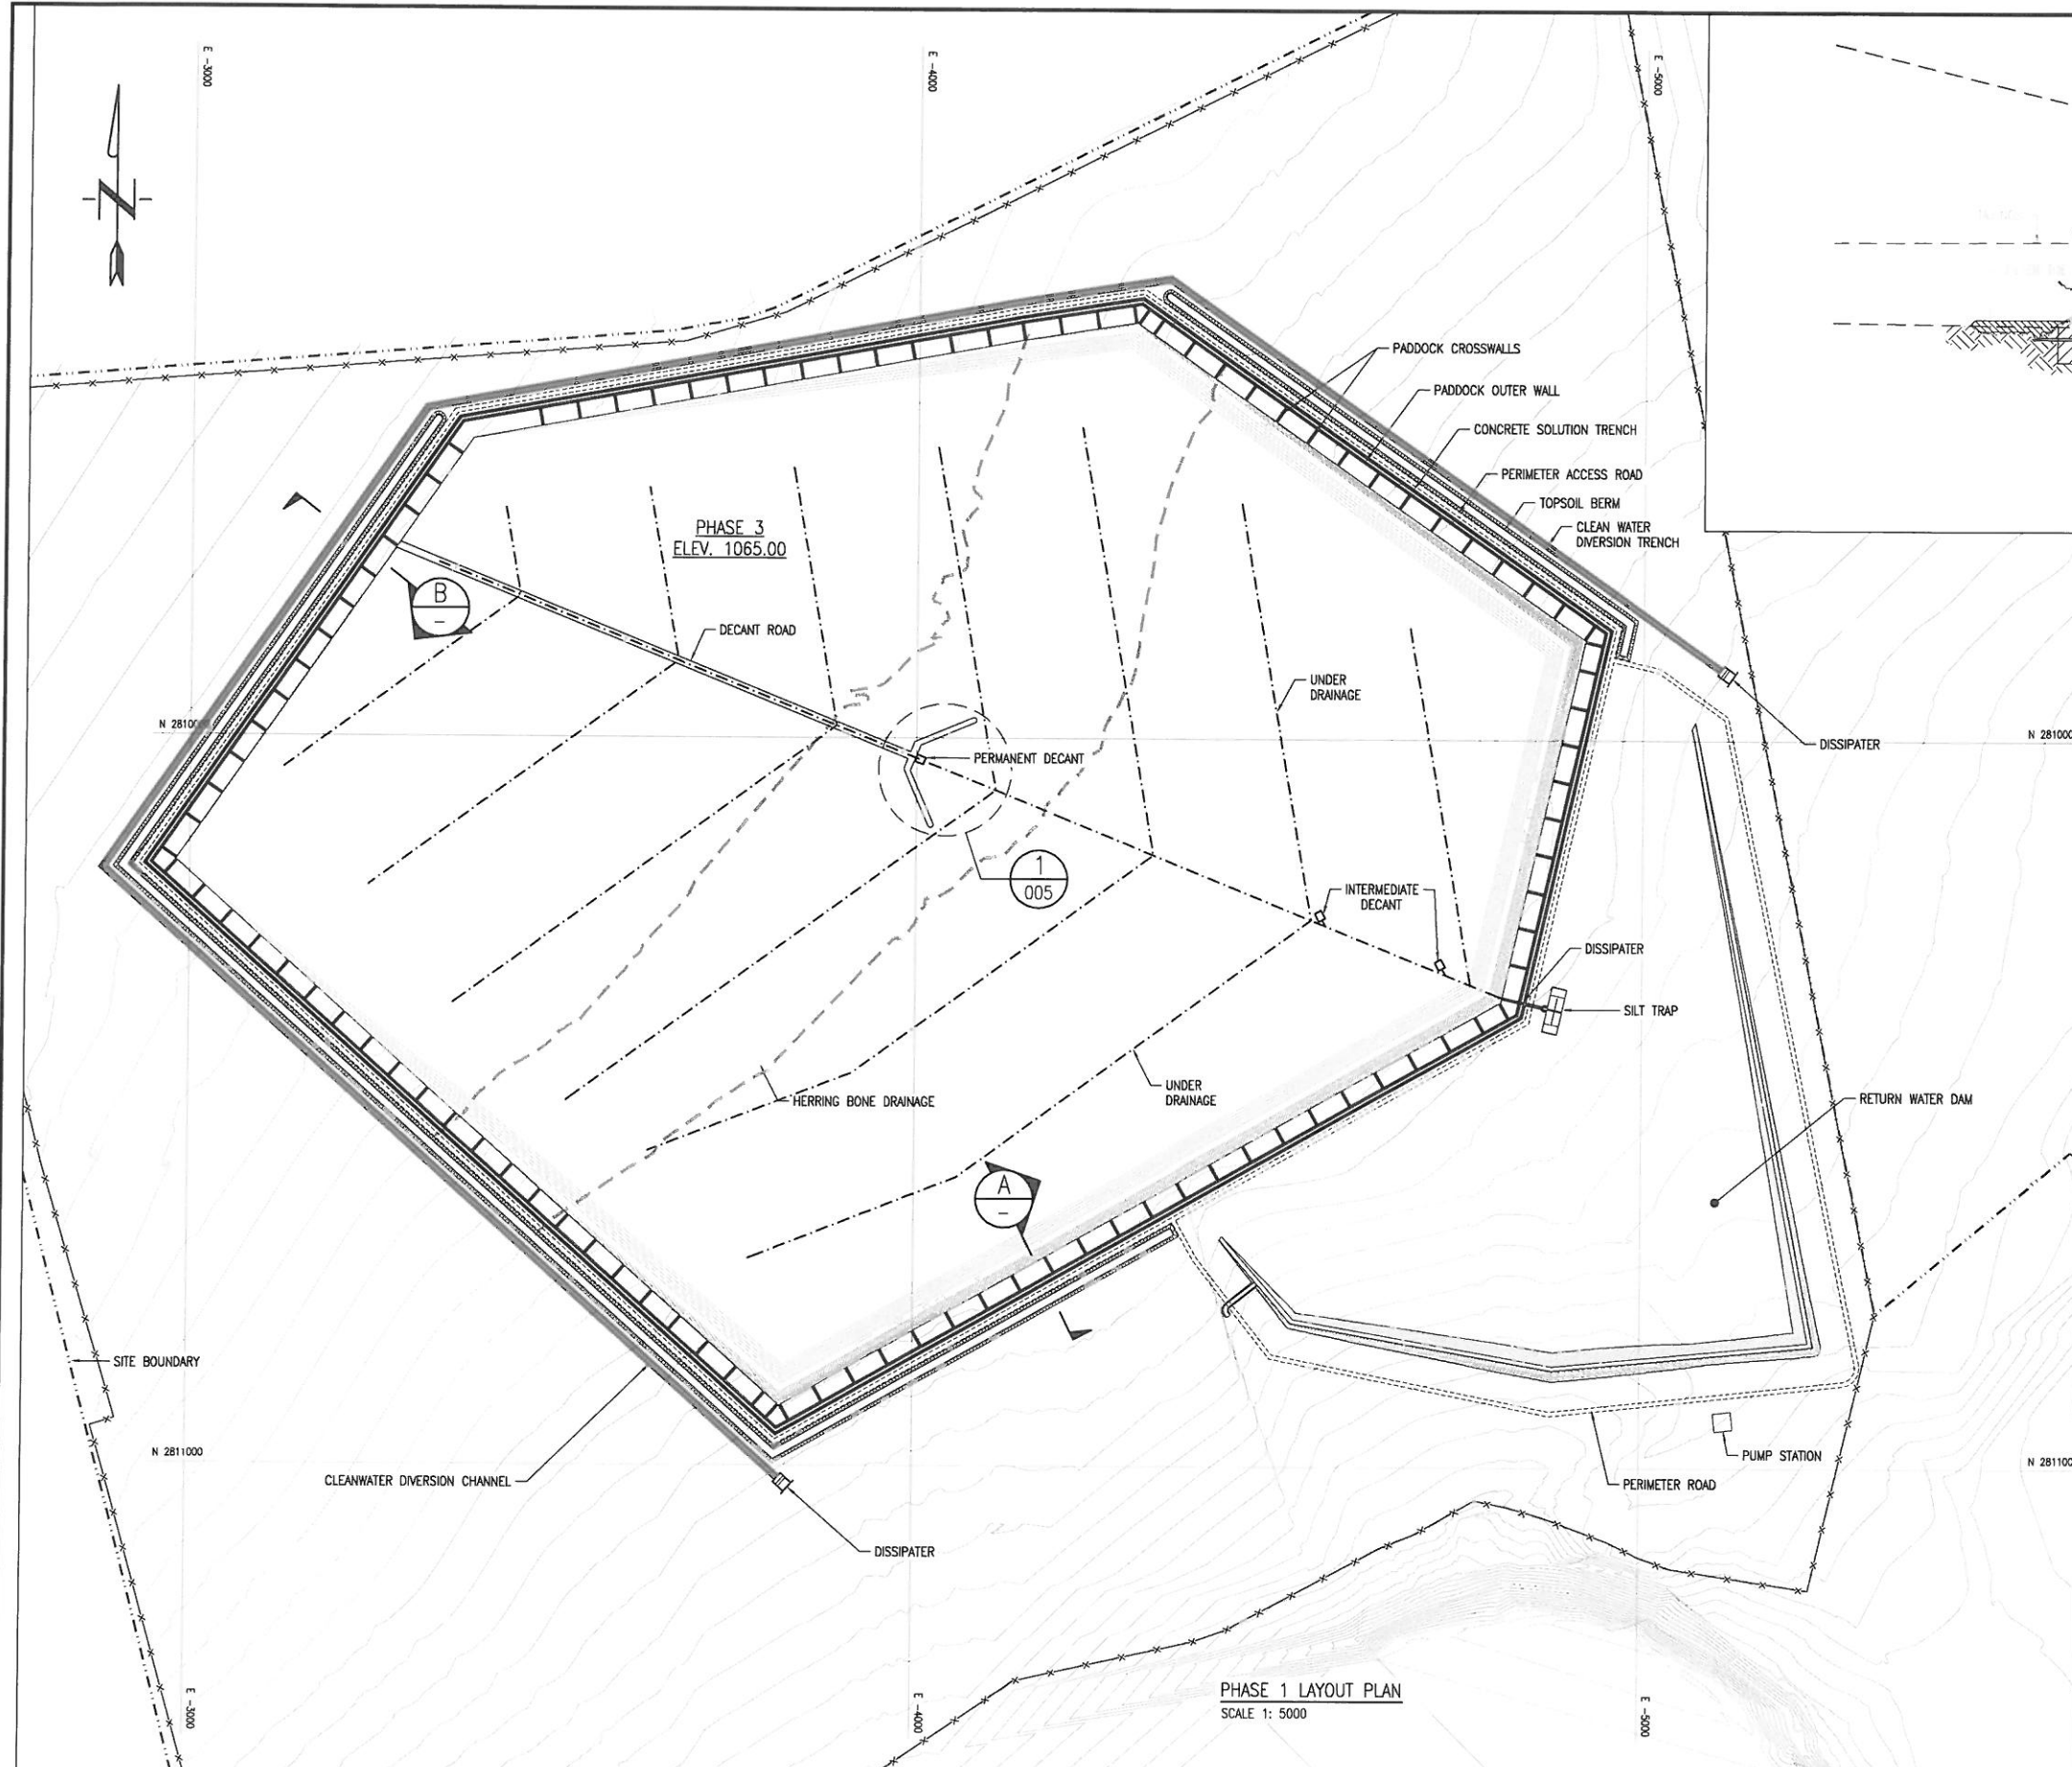 E -3000
E -4000
E -5000
N
PADDOCK CROSSWALLS
PADDOCK OUTER WALL
CONCRETE SOLUTION TRENCH
PERIMETER ACCESS ROAD
TOPSOIL BERM
CLEAN WATER
DIVERSION TRENCH
PHASE 3
ELEV. 1065.00
B
-
DECANT ROAD
UNDER
DRAINAGE
N 2810
PERMANENT DECANT
DISSIPATER
N 281000
1
005
INTERMEDIATE
DECANT
DISSIPATER
SILT TRAP
UNDER
DRAINAGE
HERRING BONE DRAINAGE
RETURN WATER DAM
A
-
SITE BOUNDARY
N 2811000
CLEANWATER DIVERSION CHANNEL
PUMP STATION
N 281100
PERIMETER ROAD
DISSIPATER
E -3000
E -4000
E -5000
PHASE 1 LAYOUT PLAN
SCALE 1: 5000